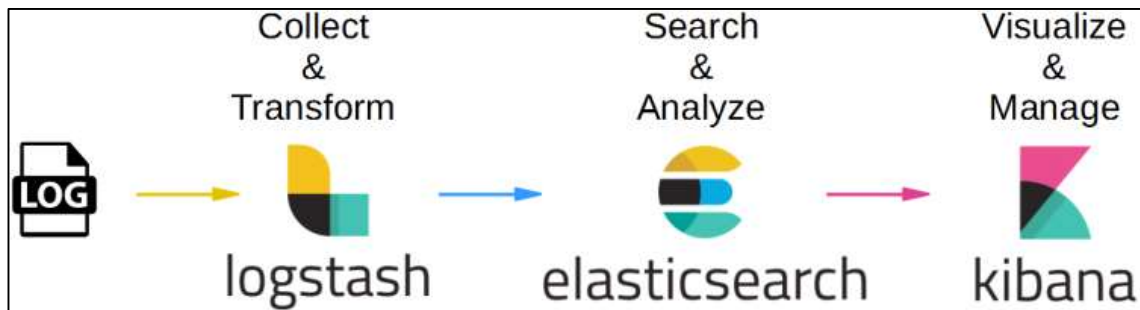 Collect
&
Transform
Search
&
Analyze
Visualize
&
Manage
LOG
logstash
elasticsearch
kibana